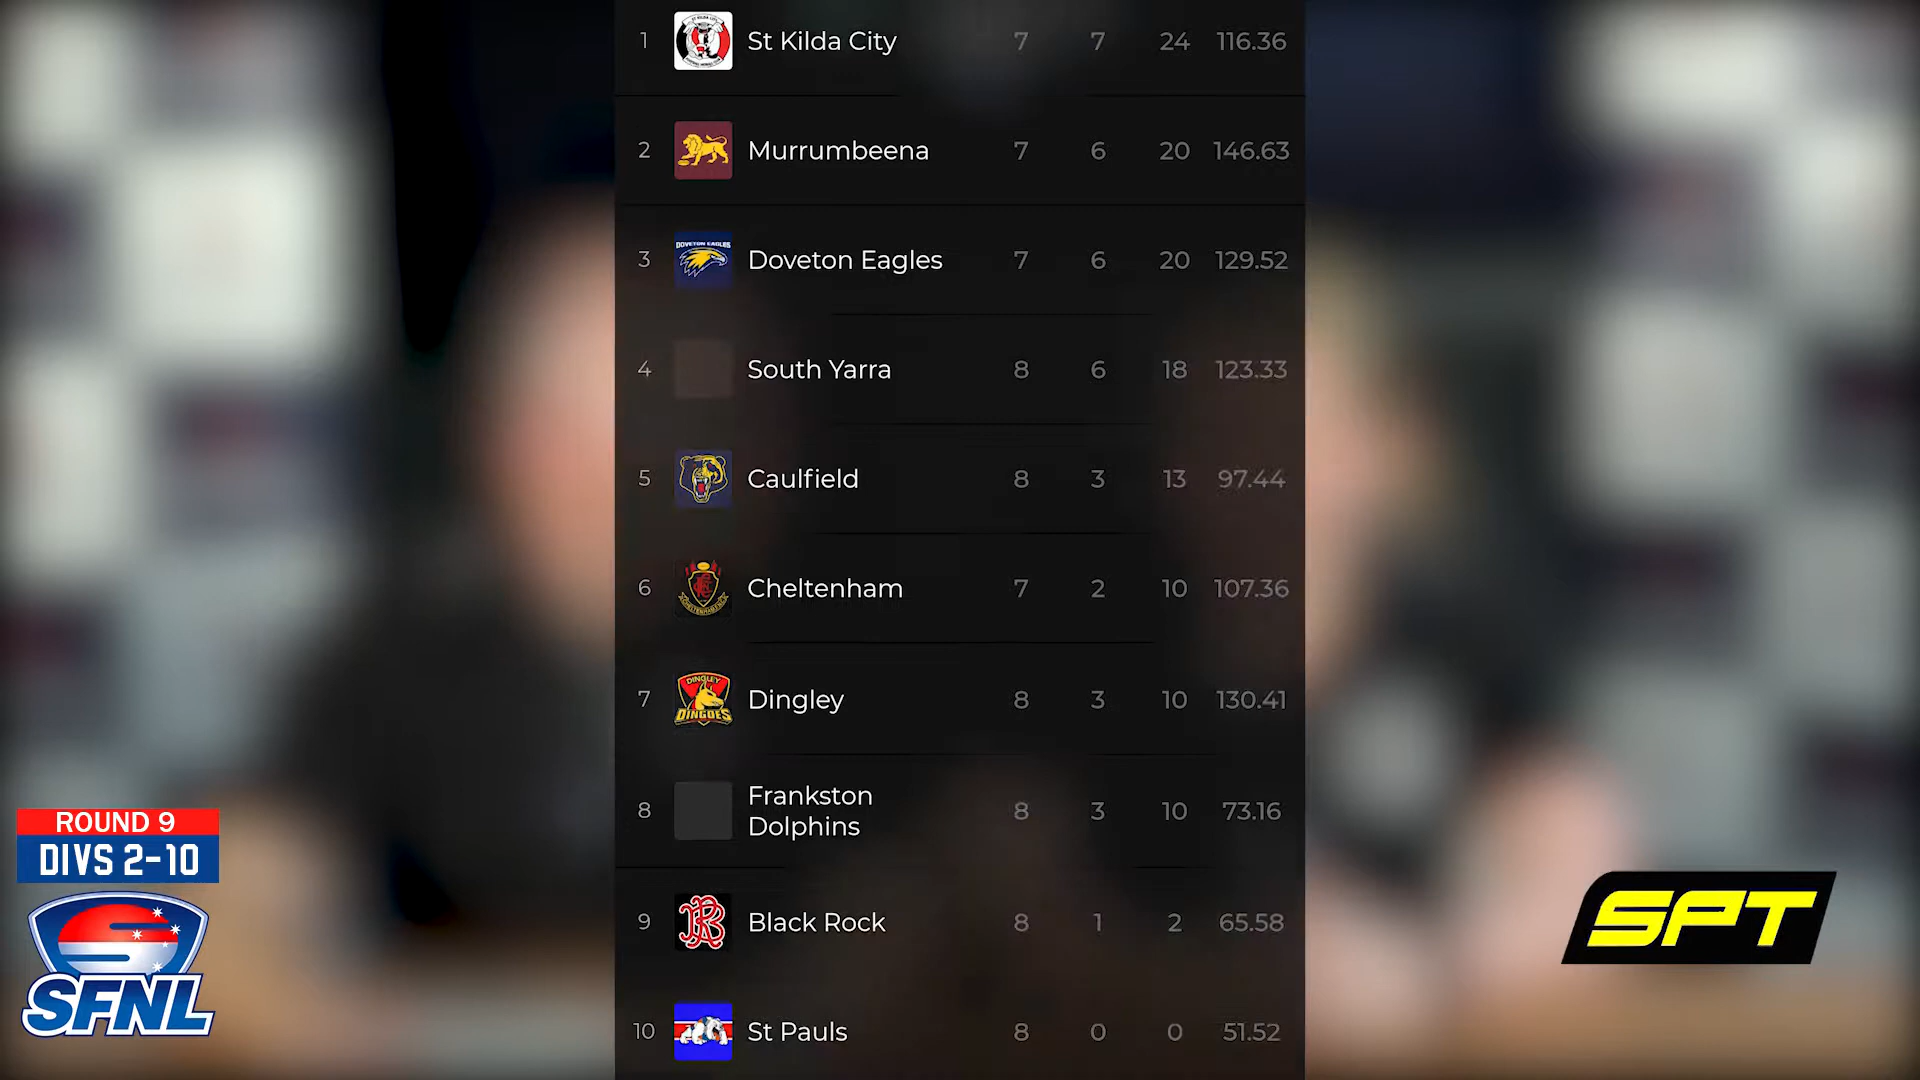 1 St Kilda City 7 7 24 116.36
2 Murrumbeena 7 6 20 146.63
DOVETON EAGLES
3 Doveton Eagles 7 6 20 129.52
4 South Yarra 8 6 18 123.33
5 Caulfield 8 3 13 97.44
6 Cheltenham 7 2 10 107.36
DINGLEY
DINGOES
7 Dingley 8 3 10 130.41
8 Frankston
Dolphins 8 3 10 73.16
9 Black Rock 8 1 2 65.58
10 St Pauls 8 0 0 51.52
ROUND 9
DIVS 2-10
SFNL
SPT